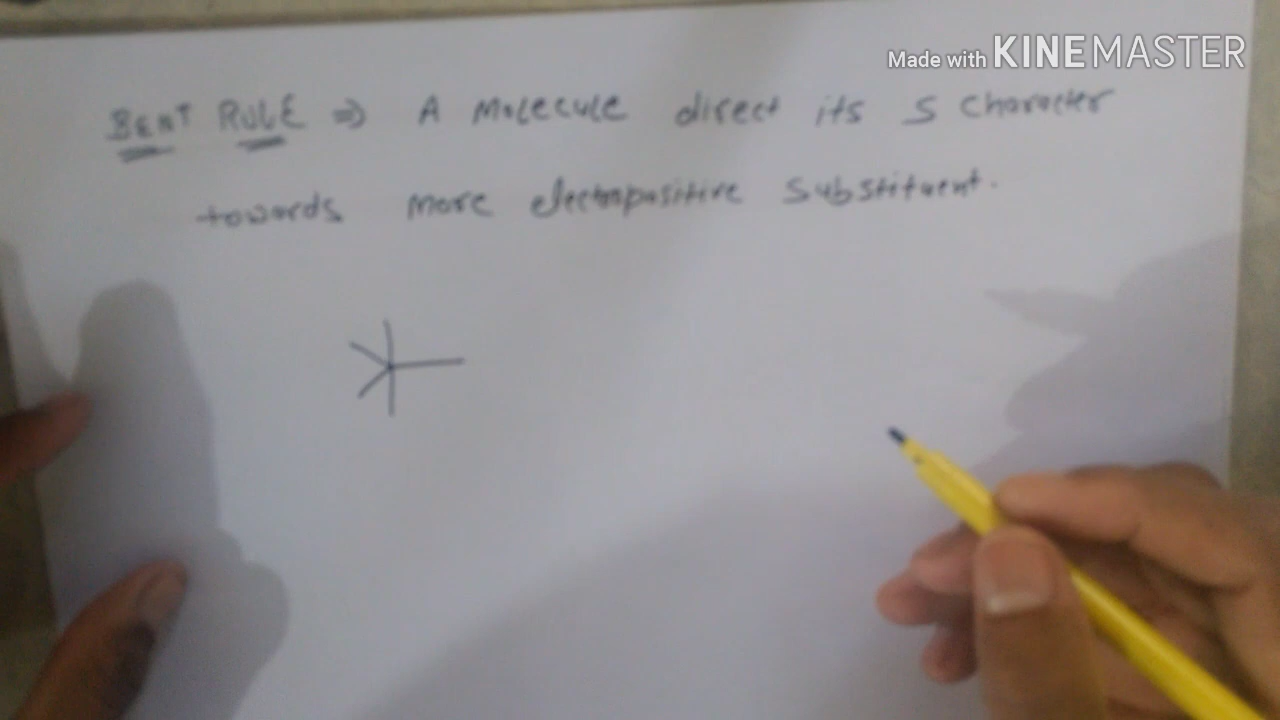 Made with KINEMASTER
BENT RULE ⇒ A Molecule direct its S Character
towards more electropositive substituent.